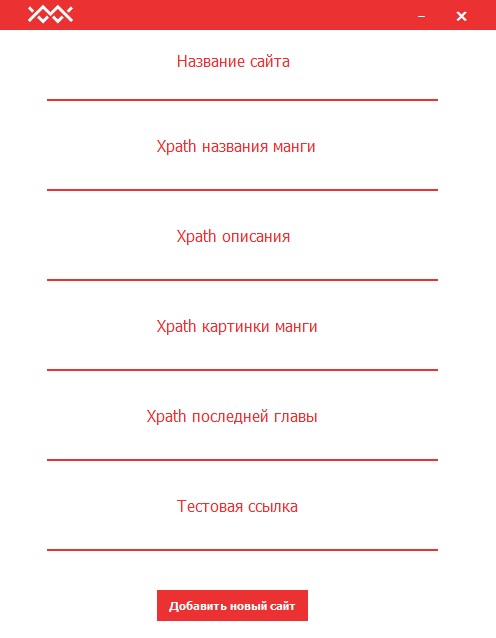 Название сайта
Xpath названия манги
Xpath описания
Xpath картинки манги
Xpath последней главы
Тестовая ссылка
Добавить новый сайт